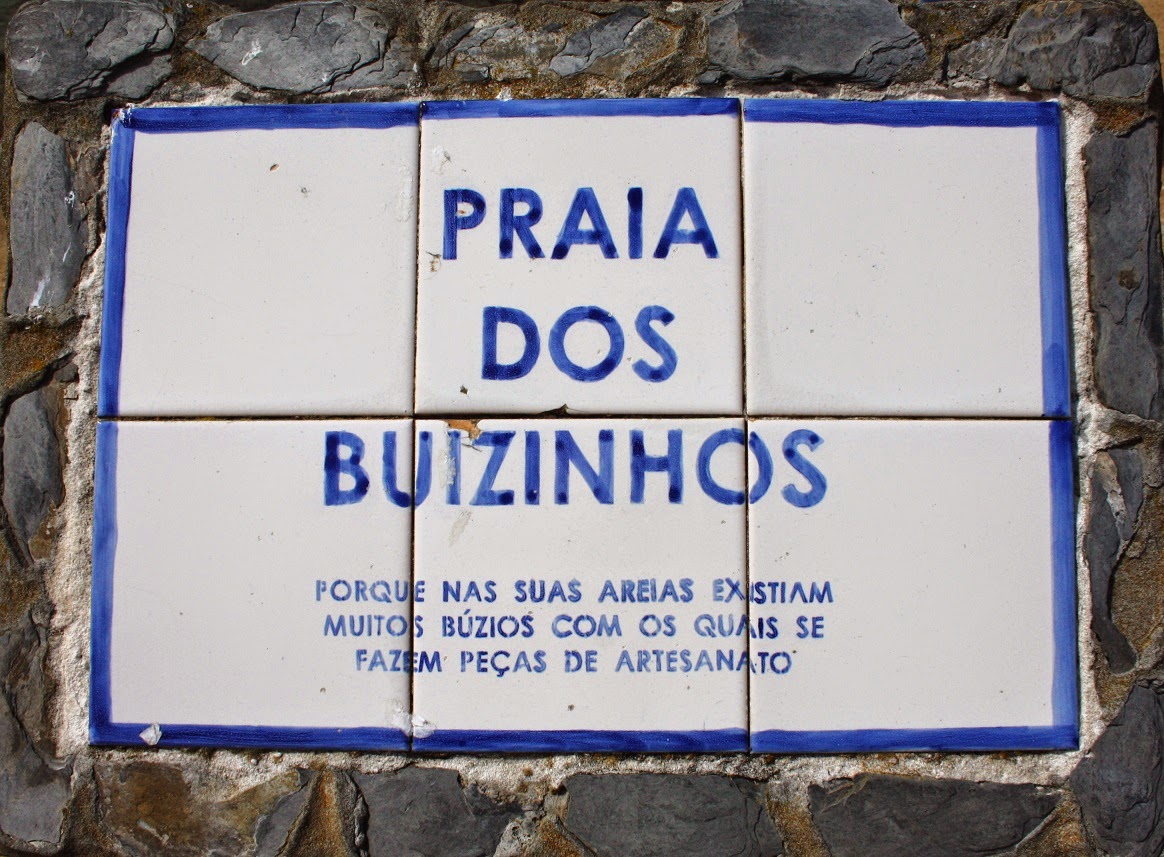 PRAIA
DOS
BUIZINHOS
PORQUE NAS SUAS AREIAS EXISTIAM
MUITOS BÚZIOS COM OS QUAIS SE
FAZEM PEÇAS DE ARTESANATO